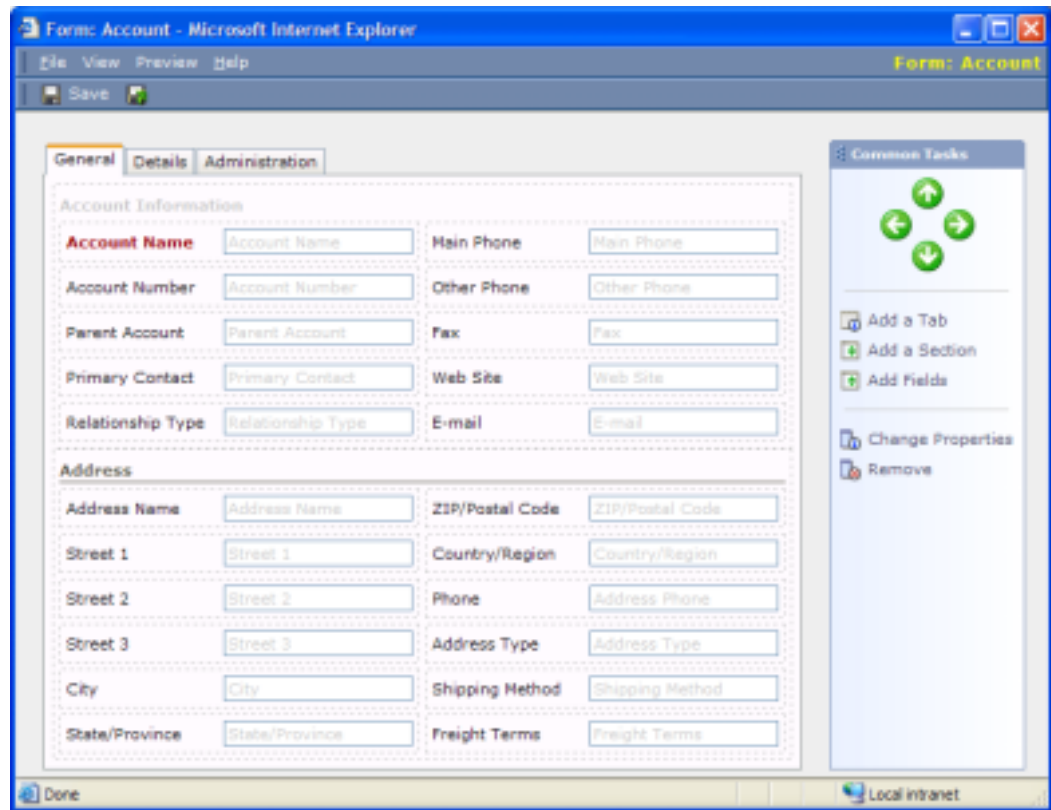 Form: Account - Microsoft Internet Explorer
File View Preview Help Form: Account
Save
General Details Administration
Common Tasks
Account Information
Account Name Account Name Main Phone Main Phone
Account Number Account Number Other Phone Other Phone
Parent Account Parent Account Fax Fax
Primary Contact Primary Contact Web Site Web Site
Relationship Type Relationship Type E-mail E-mail
Address
Address Name Address Name ZIP/Postal Code ZIP/Postal Code
Street 1 Street 1 Country/Region Country/Region
Street 2 Street 2 Phone Address Phone
Street 3 Street 3 Address Type Address Type
City City Shipping Method Shipping Method
State/Province State/Province Freight Terms Freight Terms
Add a Tab
Add a Section
Add Fields
Change Properties
Remove
Done Local intranet